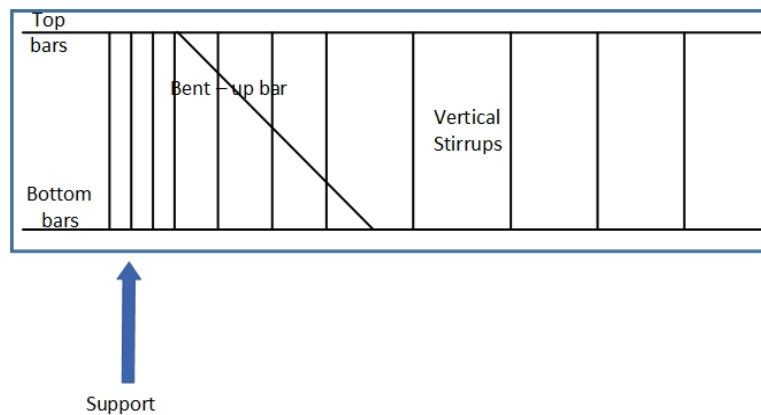 Top
bars
Bent – up bar
Vertical
Stirrups
Bottom
bars
Support